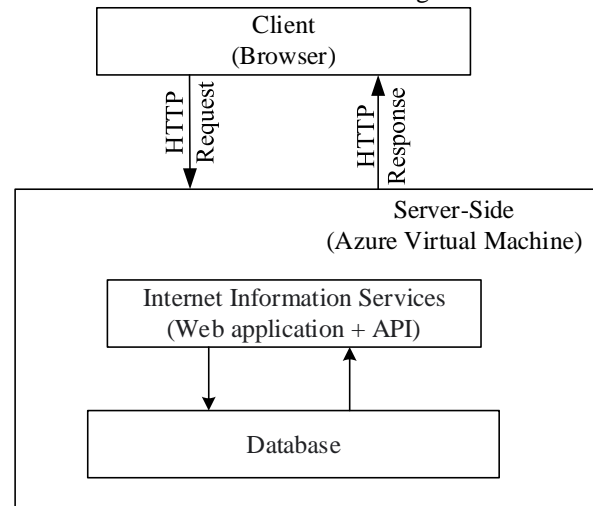 Client
(Browser)
HTTP
Request
HTTP
Response
Server-Side
(Azure Virtual Machine)
Internet Information Services
(Web application + API)
Database